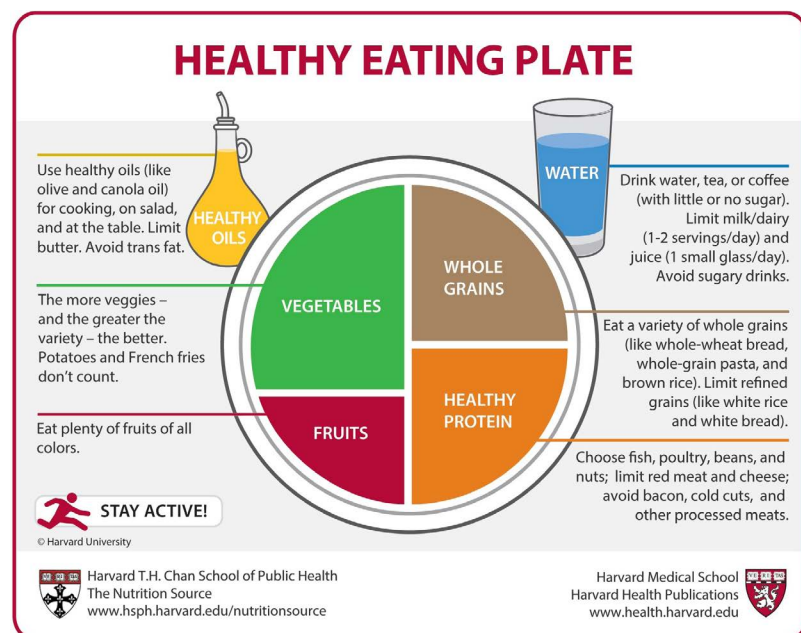 HEALTHY EATING PLATE
Use healthy oils (like
olive and canola oil)
for cooking, on salad,
and at the table. Limit
butter. Avoid trans fat.
HEALTHY
OILS
WATER
Drink water, tea, or coffee
(with little or no sugar).
Limit milk/dairy
(1-2 servings/day) and
juice (1 small glass/day).
Avoid sugary drinks.
VEGETABLES
WHOLE
GRAINS
The more veggies –
and the greater the
variety – the better.
Potatoes and French fries
don’t count.
Eat a variety of whole grains
(like whole-wheat bread,
whole-grain pasta, and
brown rice). Limit refined
grains (like white rice
and white bread).
FRUITS
HEALTHY
PROTEIN
Eat plenty of fruits of all
colors.
Choose fish, poultry, beans, and
nuts; limit red meat and cheese;
avoid bacon, cold cuts, and
other processed meats.
STAY ACTIVE!
© Harvard University
Harvard T.H. Chan School of Public Health
The Nutrition Source
www.hsph.harvard.edu/nutritionsource
Harvard Medical School
Harvard Health Publications
www.health.harvard.edu
VE RI TAS